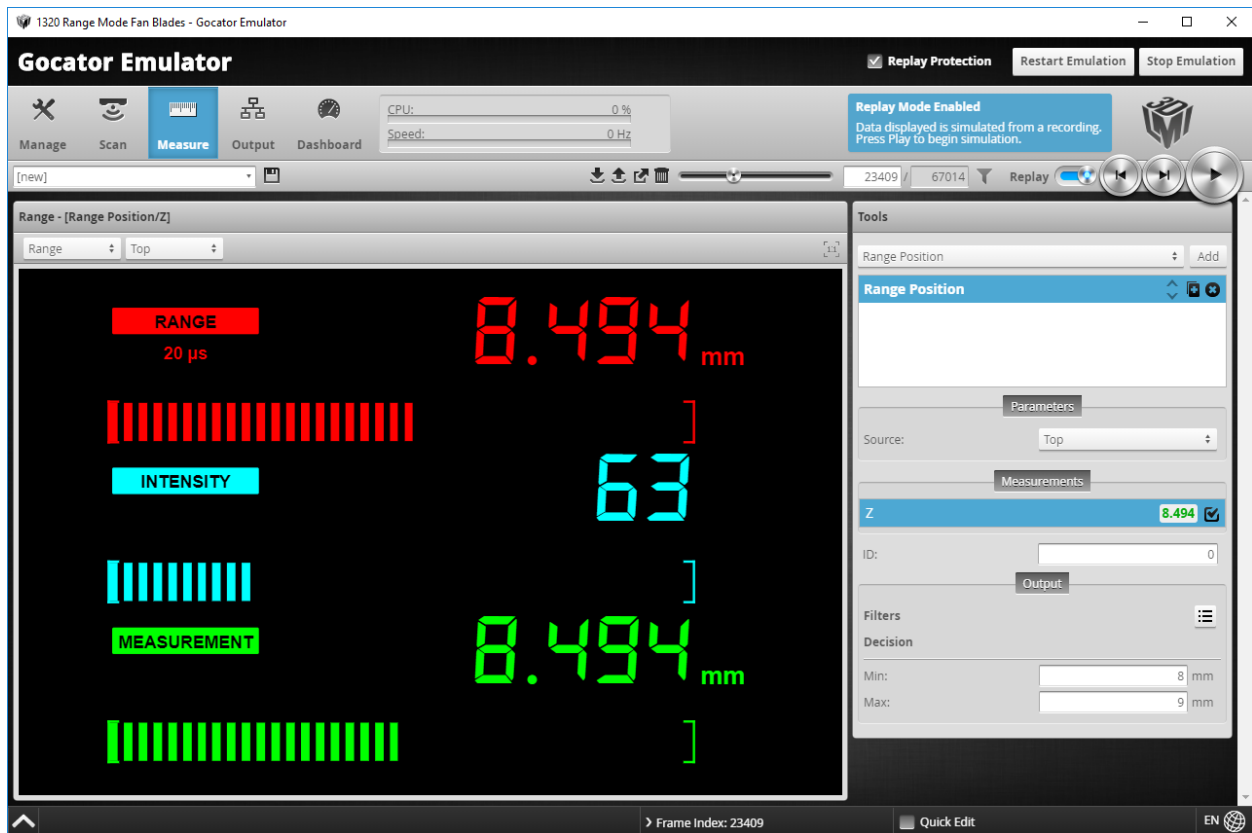 1320 Range Mode Fan Blades - Gocator Emulator
Gocator Emulator
Replay Protection
Restart Emulation
Stop Emulation
Manage
Scan
Measure
Output
Dashboard
CPU: 0 %
Speed: 0 Hz
Replay Mode Enabled
Data displayed is simulated from a recording.
Press Play to begin simulation.
[new]
23409 / 67014
Replay
Range - [Range Position/Z]
Range
Top
1:1
RANGE
20 µs
8.494 mm
INTENSITY
63
MEASUREMENT
8.494 mm
Tools
Range Position
Add
Range Position
Parameters
Source: Top
Measurements
Z 8.494
ID: 0
Output
Filters
Decision
Min: 8 mm
Max: 9 mm
Frame Index: 23409
Quick Edit
EN